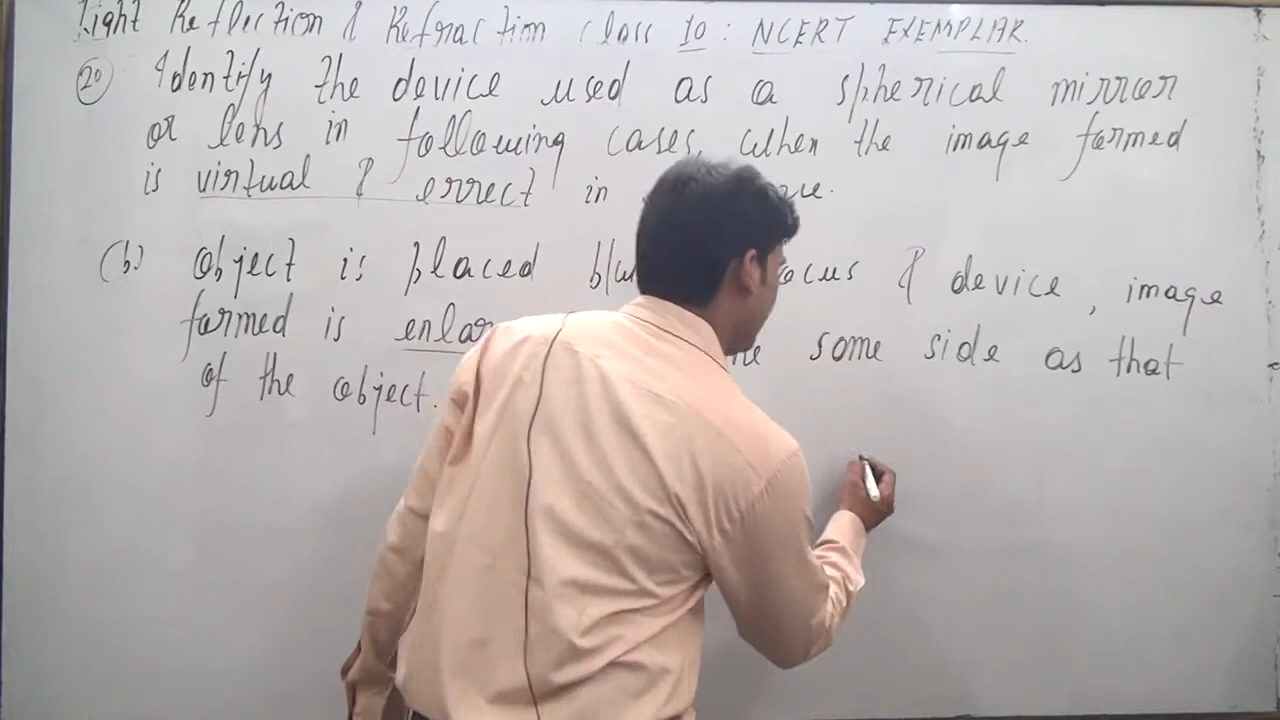 Light Reflection & Refraction class 10 : NCERT EXEMPLAR.
20 Identify the device used as a spherical mirror
or lens in following cases, when the image formed
is virtual & errect in
(b) object is placed device, image
formed is some side as that
of the object.